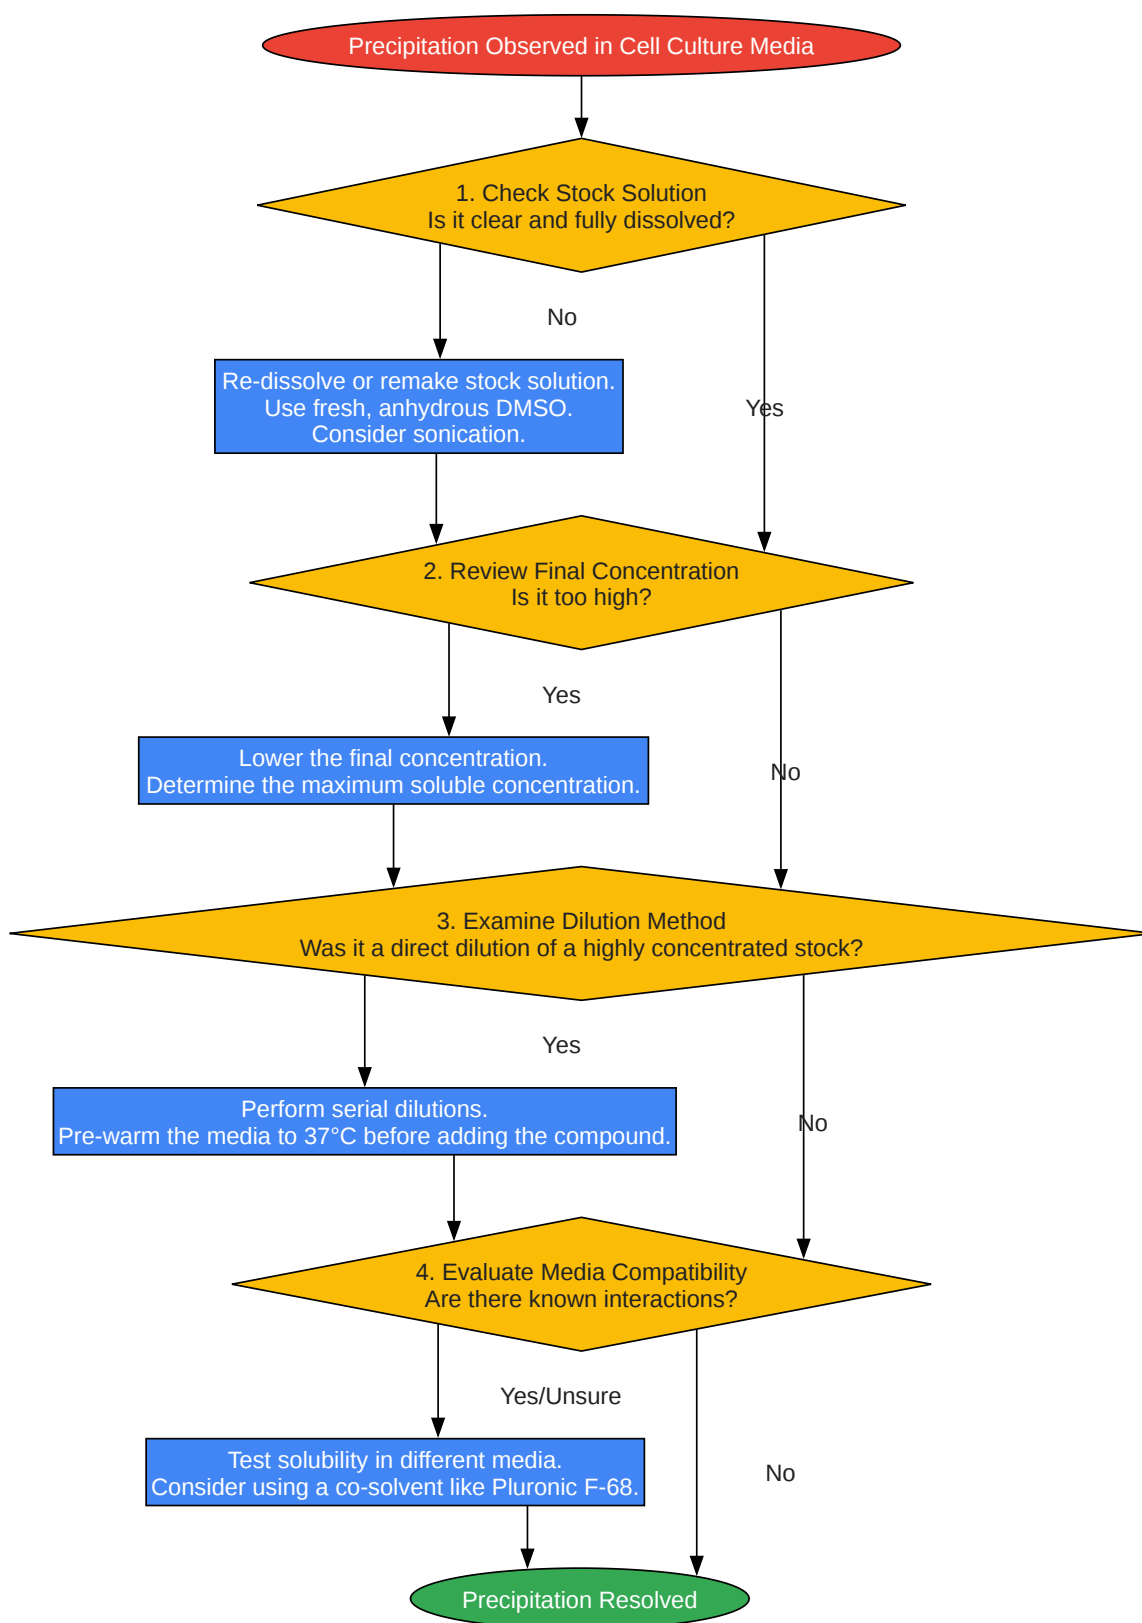 Precipitation Observed in Cell Culture Media
1. Check Stock Solution
Is it clear and fully dissolved?
No
Re-dissolve or remake stock solution.
Use fresh, anhydrous DMSO.
Consider sonication.
Yes
2. Review Final Concentration
Is it too high?
Yes
Lower the final concentration.
Determine the maximum soluble concentration.
No
3. Examine Dilution Method
Was it a direct dilution of a highly concentrated stock?
Yes
Perform serial dilutions.
Pre-warm the media to 37°C before adding the compound.
No
4. Evaluate Media Compatibility
Are there known interactions?
Yes/Unsure
Test solubility in different media.
Consider using a co-solvent like Pluronic F-68.
No
Precipitation Resolved